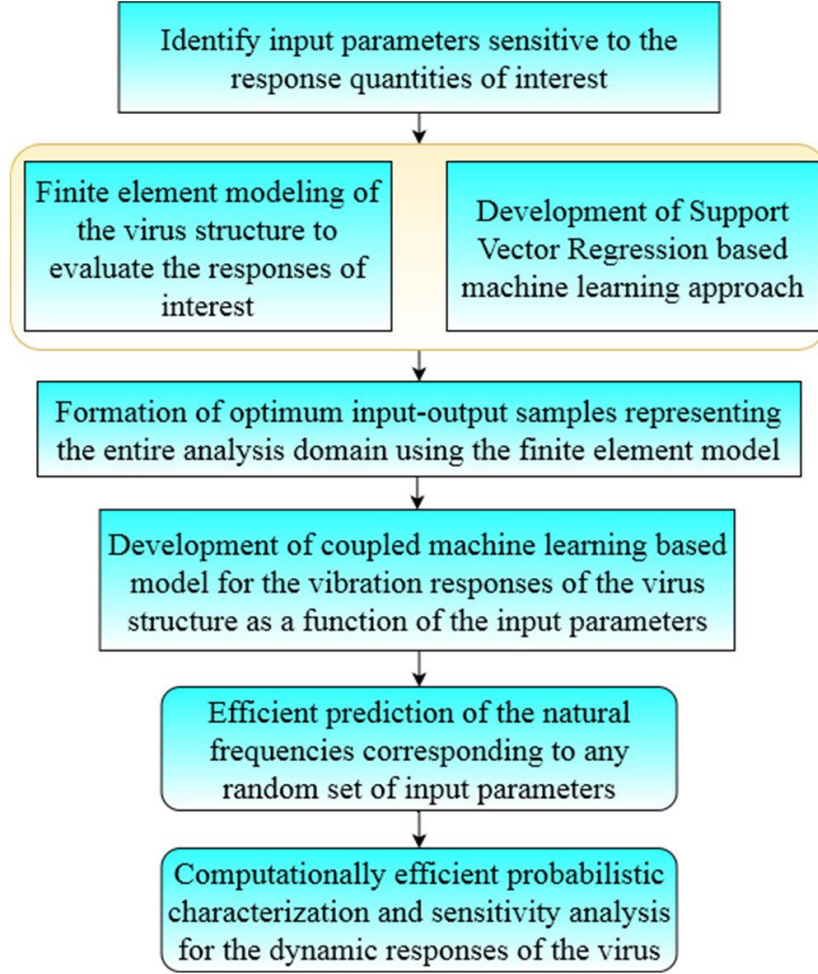 Identify input parameters sensitive to the
response quantities of interest
Finite element modeling of
the virus structure to
evaluate the responses of
interest
Development of Support
Vector Regression based
machine learning approach
Formation of optimum input-output samples representing
the entire analysis domain using the finite element model
Development of coupled machine learning based
model for the vibration responses of the virus
structure as a function of the input parameters
Efficient prediction of the natural
frequencies corresponding to any
random set of input parameters
Computationally efficient probabilistic
characterization and sensitivity analysis
for the dynamic responses of the virus